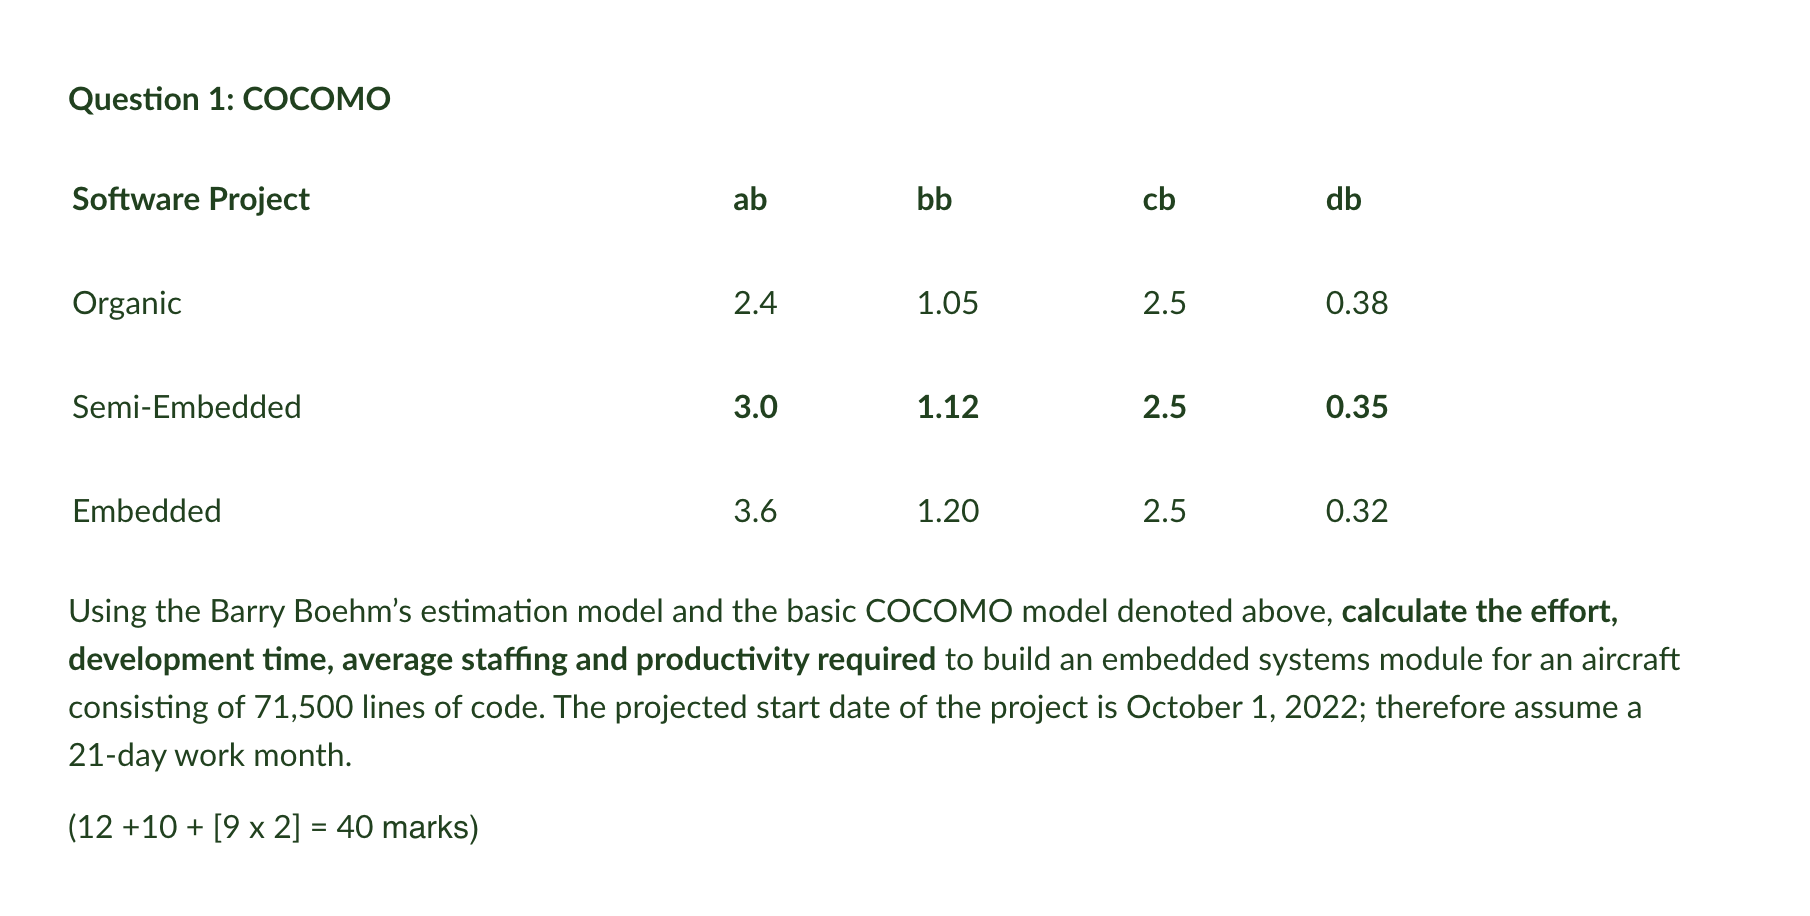 Question 1: COCOMO
Software Project ab bb cb db
Organic 2.4 1.05 2.5 0.38
Semi-Embedded 3.0 1.12 2.5 0.35
Embedded 3.6 1.20 2.5 0.32
Using the Barry Boehm’s estimation model and the basic COCOMO model denoted above, calculate the effort,
development time, average staffing and productivity required to build an embedded systems module for an aircraft
consisting of 71,500 lines of code. The projected start date of the project is October 1, 2022; therefore assume a
21-day work month.
(12 +10 + [9 x 2] = 40 marks)